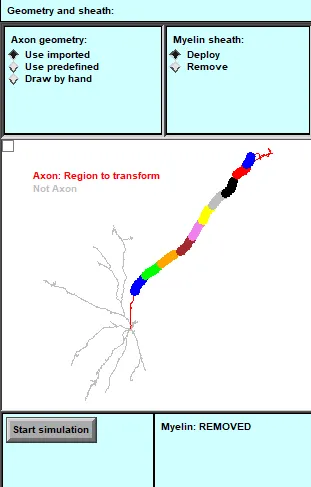 Geometry and sheath:
Axon geometry:
Use imported
Use predefined
Draw by hand
Myelin sheath:
Deploy
Remove
Axon: Region to transform
Not Axon
Start simulation
Myelin: REMOVED